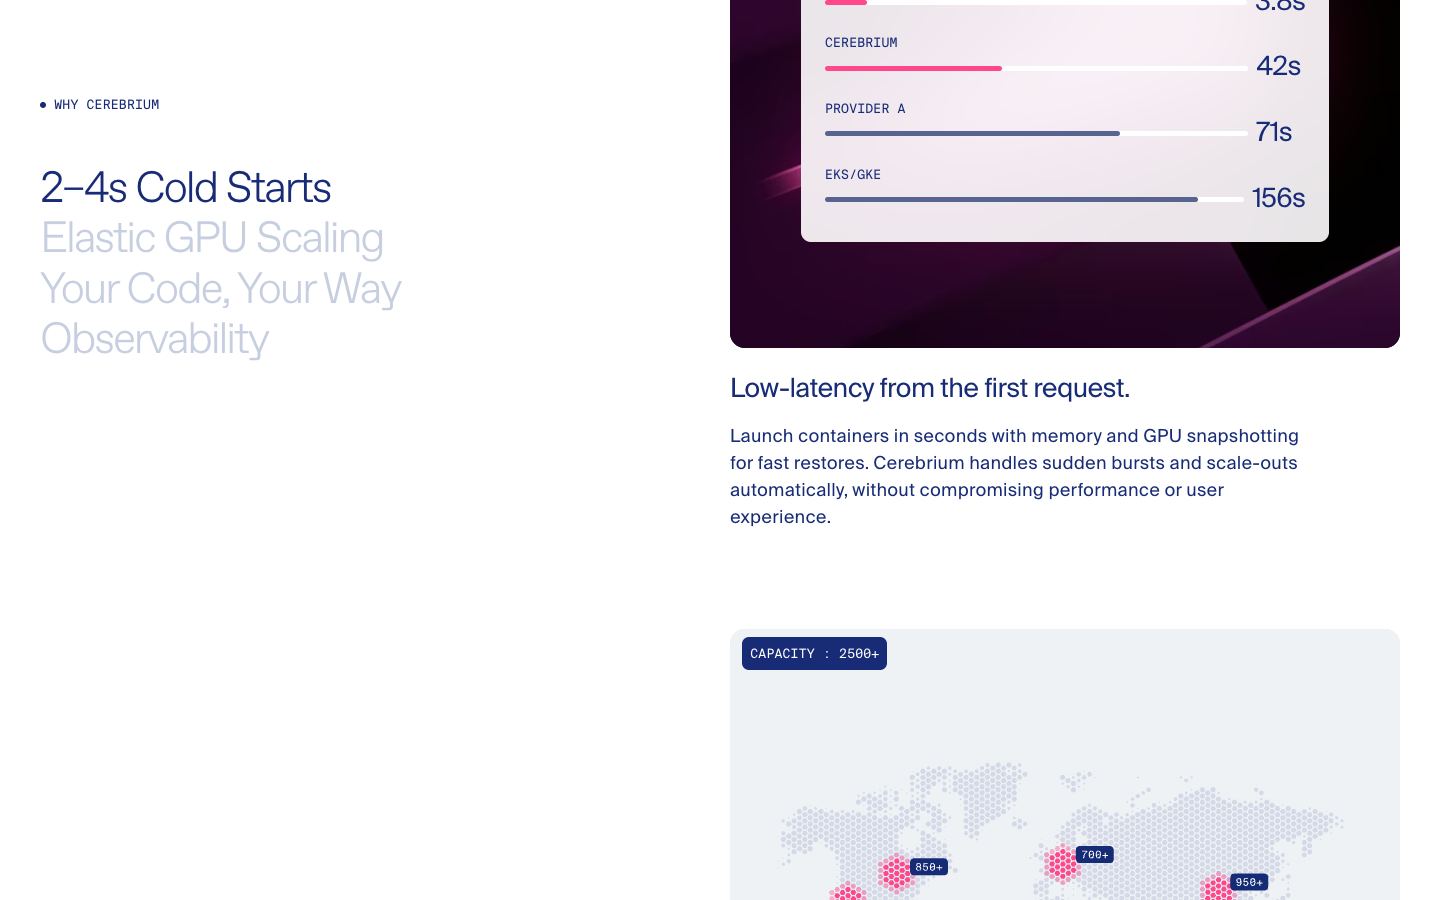 WHY CEREBRIUM
2–4s Cold Starts
Elastic GPU Scaling
Your Code, Your Way
Observability
3.8s
CEREBRIUM
42s
PROVIDER A
71s
EKS/GKE
156s
Low-latency from the first request.
Launch containers in seconds with memory and GPU snapshotting
for fast restores. Cerebrium handles sudden bursts and scale-outs
automatically, without compromising performance or user
experience.
CAPACITY : 2500+
700+
850+
950+